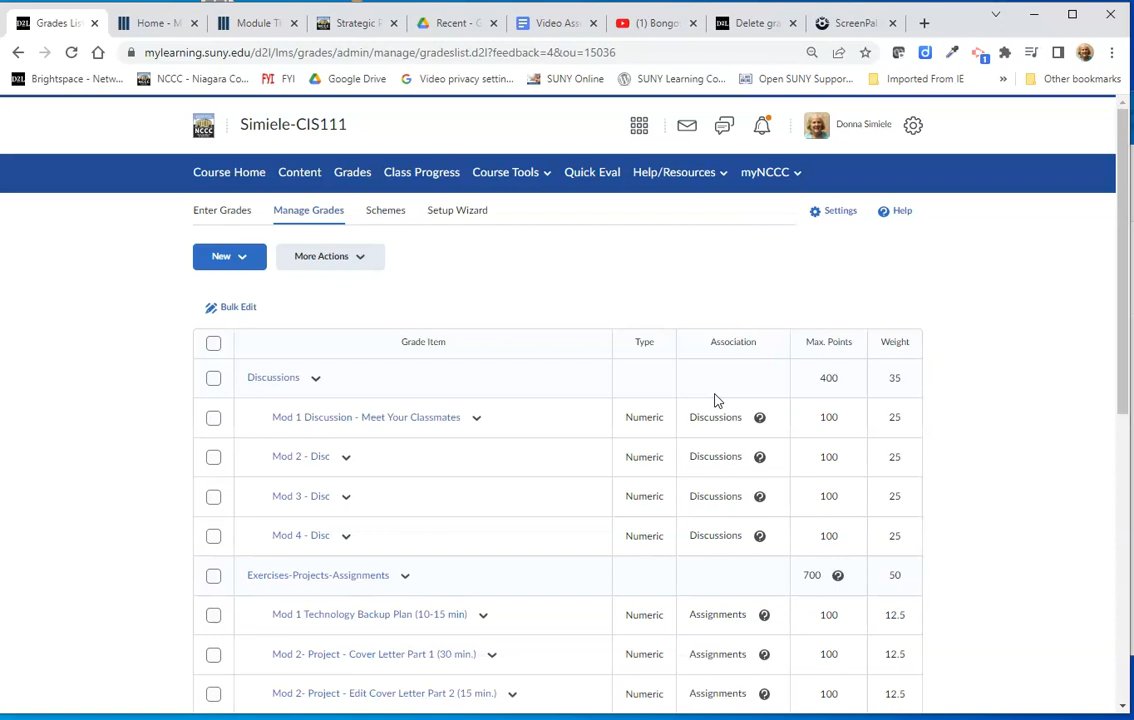 Grades Lis
Home - M
Module Ti
Strategic P
Recent - G
Video Ass
(1) Bongo
Delete gra
ScreenPal
mylearning.suny.edu/d2l/lms/grades/admin/manage/gradeslist.d2l?feedback=4&ou=15036
1
Brightspace - Netw...
NCCC - Niagara Co...
FYI
Google Drive
Video privacy settin...
SUNY Online
SUNY Learning Co...
Open SUNY Suppor...
Imported From IE
»
Other bookmarks
Simiele-CIS111
Donna Simiele
Course Home
Content
Grades
Class Progress
Course Tools
Quick Eval
Help/Resources
myNCCC
Enter Grades
Manage Grades
Schemes
Setup Wizard
Settings
Help
New
More Actions
Bulk Edit
Grade Item Type Association Max. Points Weight
Discussions 400 35
Mod 1 Discussion - Meet Your Classmates Numeric Discussions 100 25
Mod 2 - Disc Numeric Discussions 100 25
Mod 3 - Disc Numeric Discussions 100 25
Mod 4 - Disc Numeric Discussions 100 25
Exercises-Projects-Assignments 700 50
Mod 1 Technology Backup Plan (10-15 min) Numeric Assignments 100 12.5
Mod 2- Project - Cover Letter Part 1 (30 min.) Numeric Assignments 100 12.5
Mod 2- Project - Edit Cover Letter Part 2 (15 min.) Numeric Assignments 100 12.5